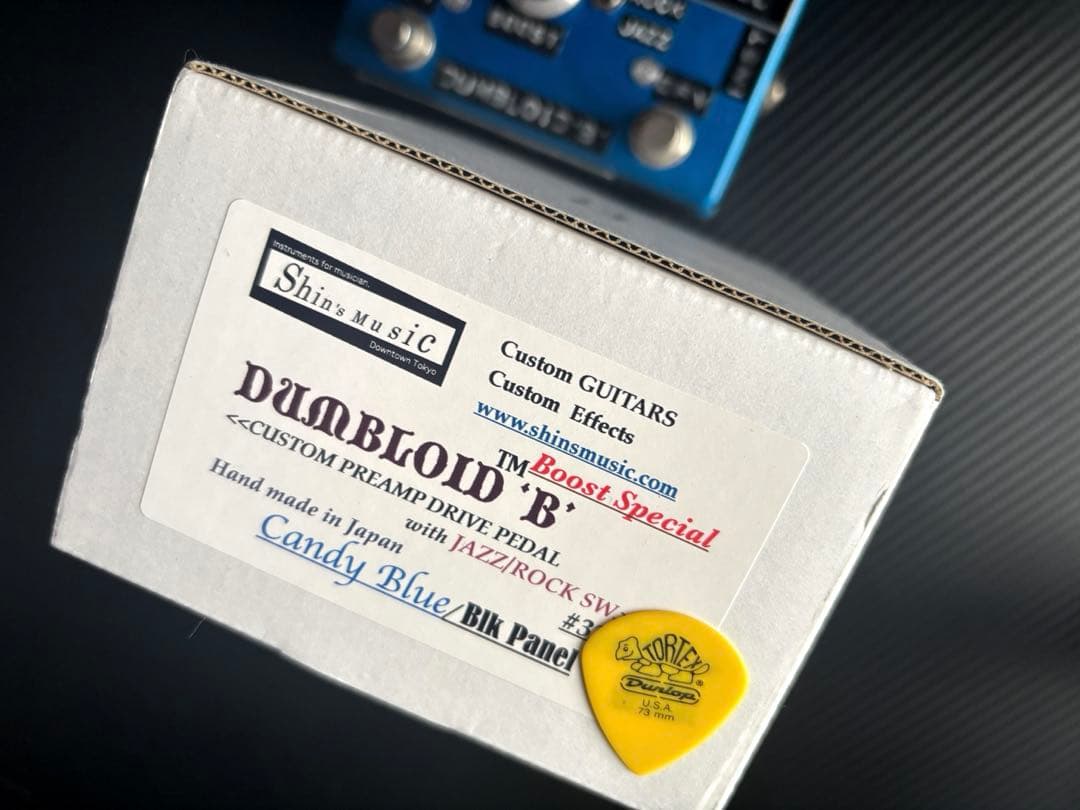 BOOST
ROCK
JAZZ
DUMBLOID
Instruments for musician.
Shin's Music
Downtown Tokyo
Custom GUITARS
Custom Effects
www.shinsmusic.com
DUMBLOID 'B'
TM Boost Special
<<CUSTOM PREAMP DRIVE PEDAL
with JAZZ/ROCK SW
Hand made in Japan
Candy Blue/Blk Panel
#3
TORTEX®
Dunlop
U.S.A.
.73 mm